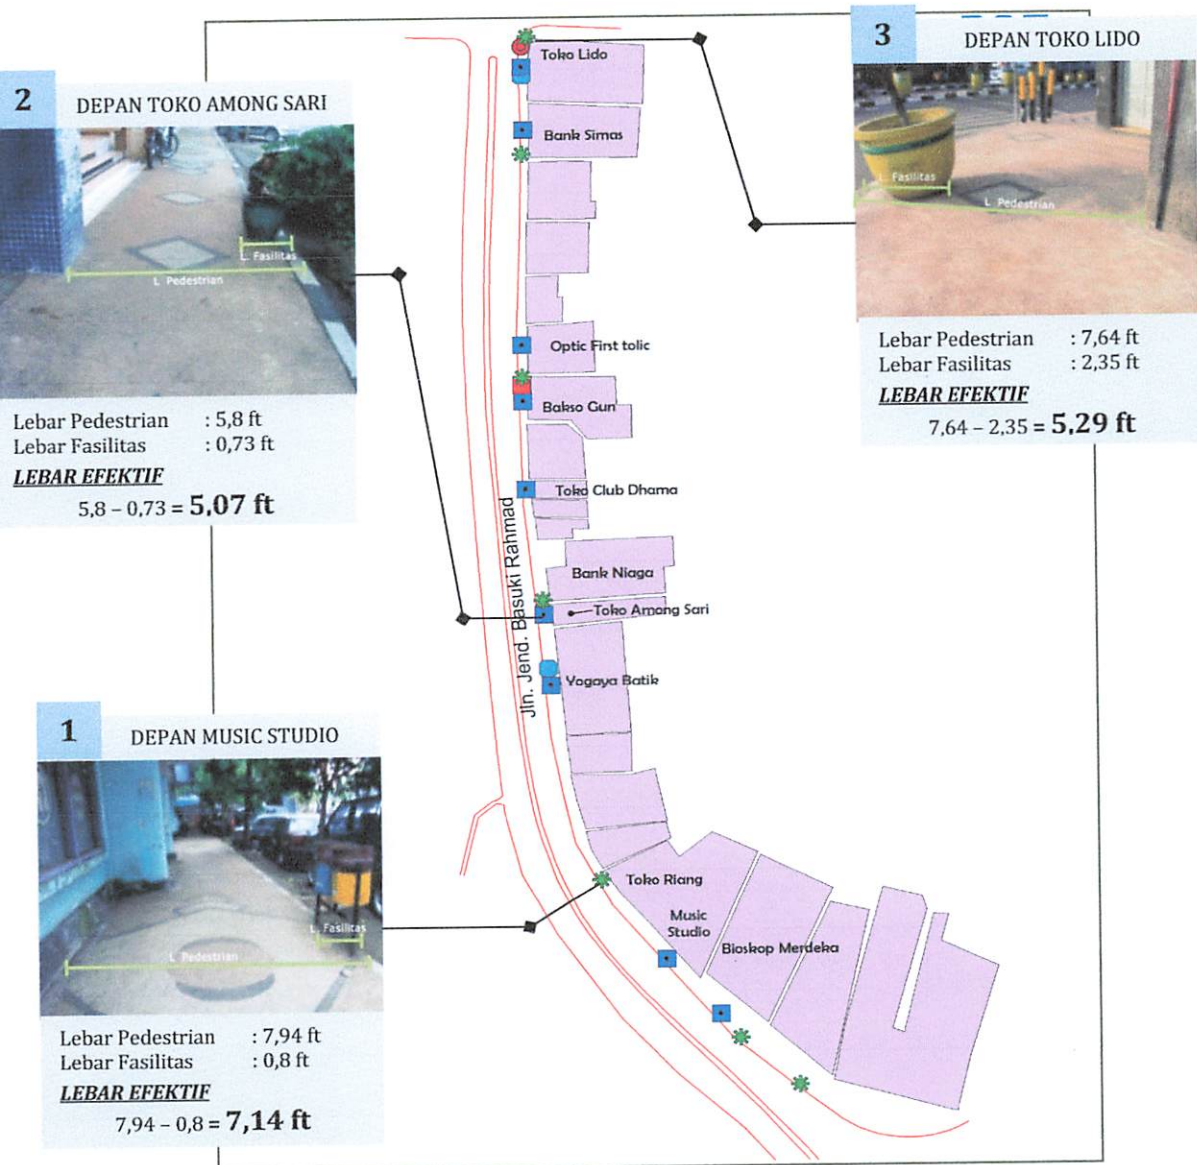 2
DEPAN TOKO AMONG SARI
L. Fasilitas
L. Pedestrian
Lebar Pedestrian : 5,8 ft
Lebar Fasilitas : 0,73 ft
LEBAR EFEKTIF
5,8 – 0,73 = 5,07 ft
3
DEPAN TOKO LIDO
L. Fasilitas
L. Pedestrian
Lebar Pedestrian : 7,64 ft
Lebar Fasilitas : 2,35 ft
LEBAR EFEKTIF
7,64 – 2,35 = 5,29 ft
Toko Lido
Bank Simas
Optic First tolic
Bakso Gun
Toko Club Dhama
Bank Niaga
Toko Among Sari
Jln. Jend. Basuki Rahmad
Yogaya Batik
Toko Riang
Music
Studio
Bioskop Merdeka
1
DEPAN MUSIC STUDIO
L. Fasilitas
L. Pedestrian
Lebar Pedestrian : 7,94 ft
Lebar Fasilitas : 0,8 ft
LEBAR EFEKTIF
7,94 – 0,8 = 7,14 ft